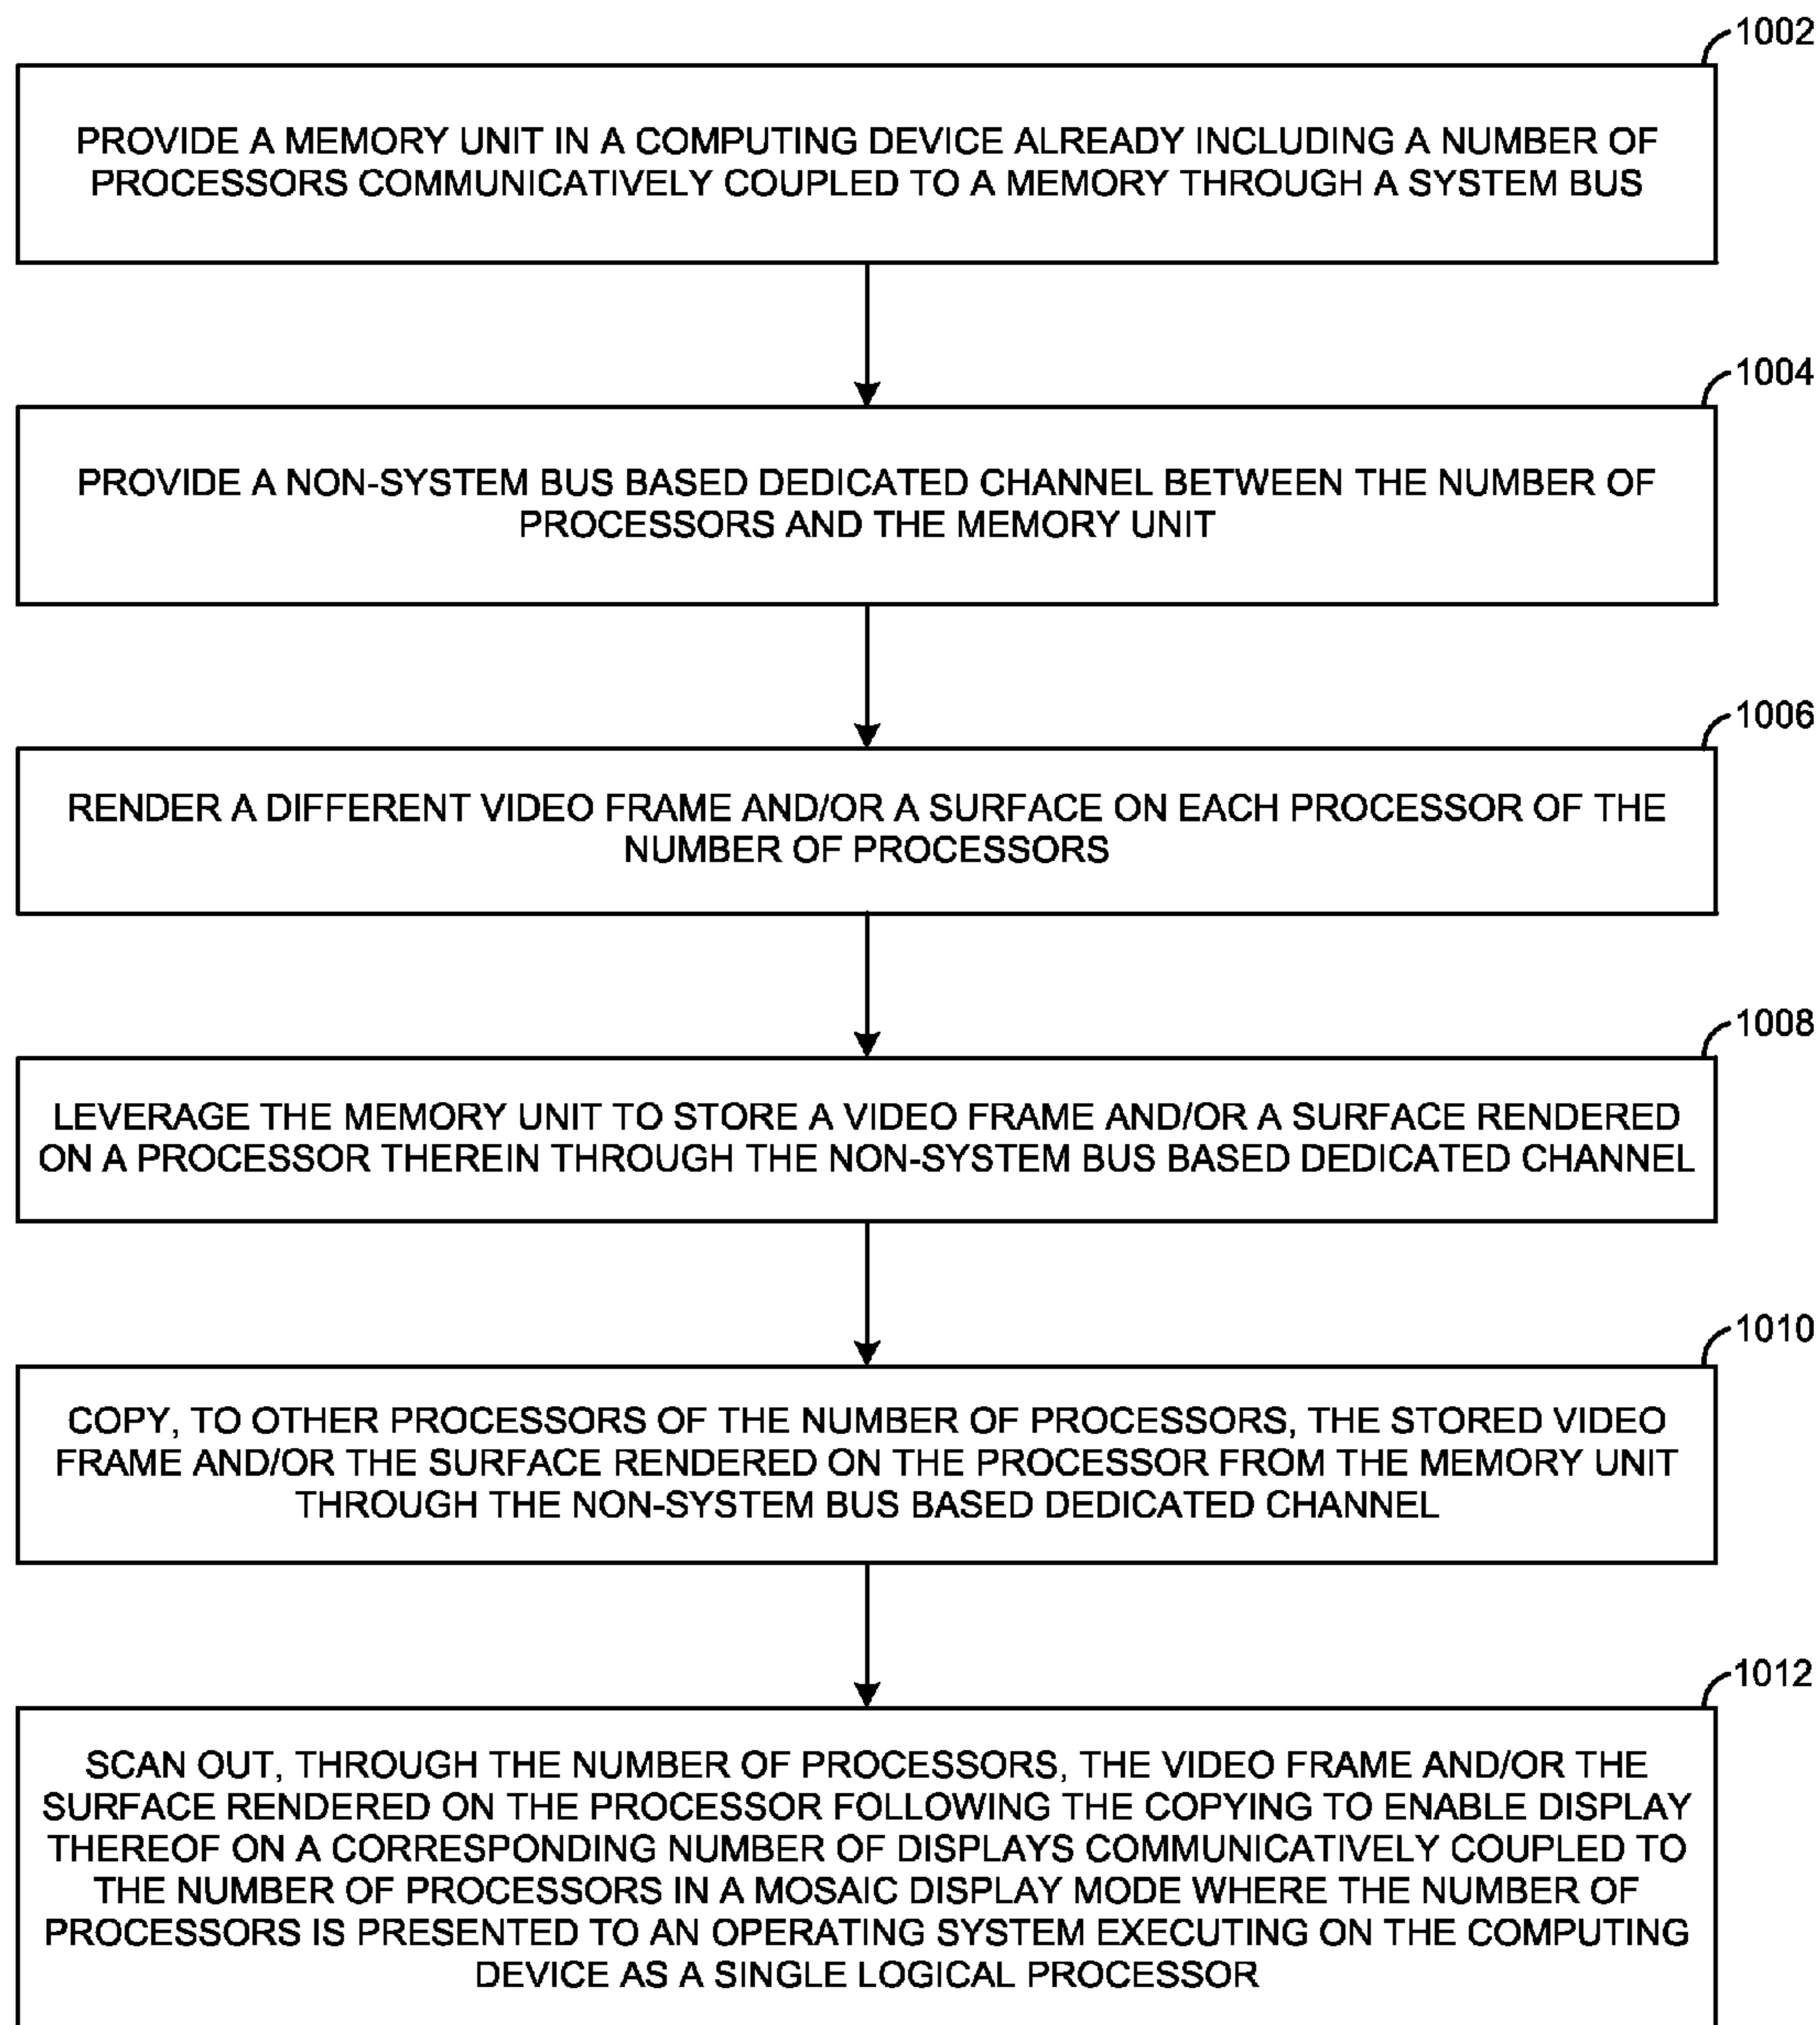 1002
PROVIDE A MEMORY UNIT IN A COMPUTING DEVICE ALREADY INCLUDING A NUMBER OF
PROCESSORS COMMUNICATIVELY COUPLED TO A MEMORY THROUGH A SYSTEM BUS
1004
PROVIDE A NON-SYSTEM BUS BASED DEDICATED CHANNEL BETWEEN THE NUMBER OF
PROCESSORS AND THE MEMORY UNIT
1006
RENDER A DIFFERENT VIDEO FRAME AND/OR A SURFACE ON EACH PROCESSOR OF THE
NUMBER OF PROCESSORS
1008
LEVERAGE THE MEMORY UNIT TO STORE A VIDEO FRAME AND/OR A SURFACE RENDERED
ON A PROCESSOR THEREIN THROUGH THE NON-SYSTEM BUS BASED DEDICATED CHANNEL
1010
COPY, TO OTHER PROCESSORS OF THE NUMBER OF PROCESSORS, THE STORED VIDEO
FRAME AND/OR THE SURFACE RENDERED ON THE PROCESSOR FROM THE MEMORY UNIT
THROUGH THE NON-SYSTEM BUS BASED DEDICATED CHANNEL
1012
SCAN OUT, THROUGH THE NUMBER OF PROCESSORS, THE VIDEO FRAME AND/OR THE
SURFACE RENDERED ON THE PROCESSOR FOLLOWING THE COPYING TO ENABLE DISPLAY
THEREOF ON A CORRESPONDING NUMBER OF DISPLAYS COMMUNICATIVELY COUPLED TO
THE NUMBER OF PROCESSORS IN A MOSAIC DISPLAY MODE WHERE THE NUMBER OF
PROCESSORS IS PRESENTED TO AN OPERATING SYSTEM EXECUTING ON THE COMPUTING
DEVICE AS A SINGLE LOGICAL PROCESSOR